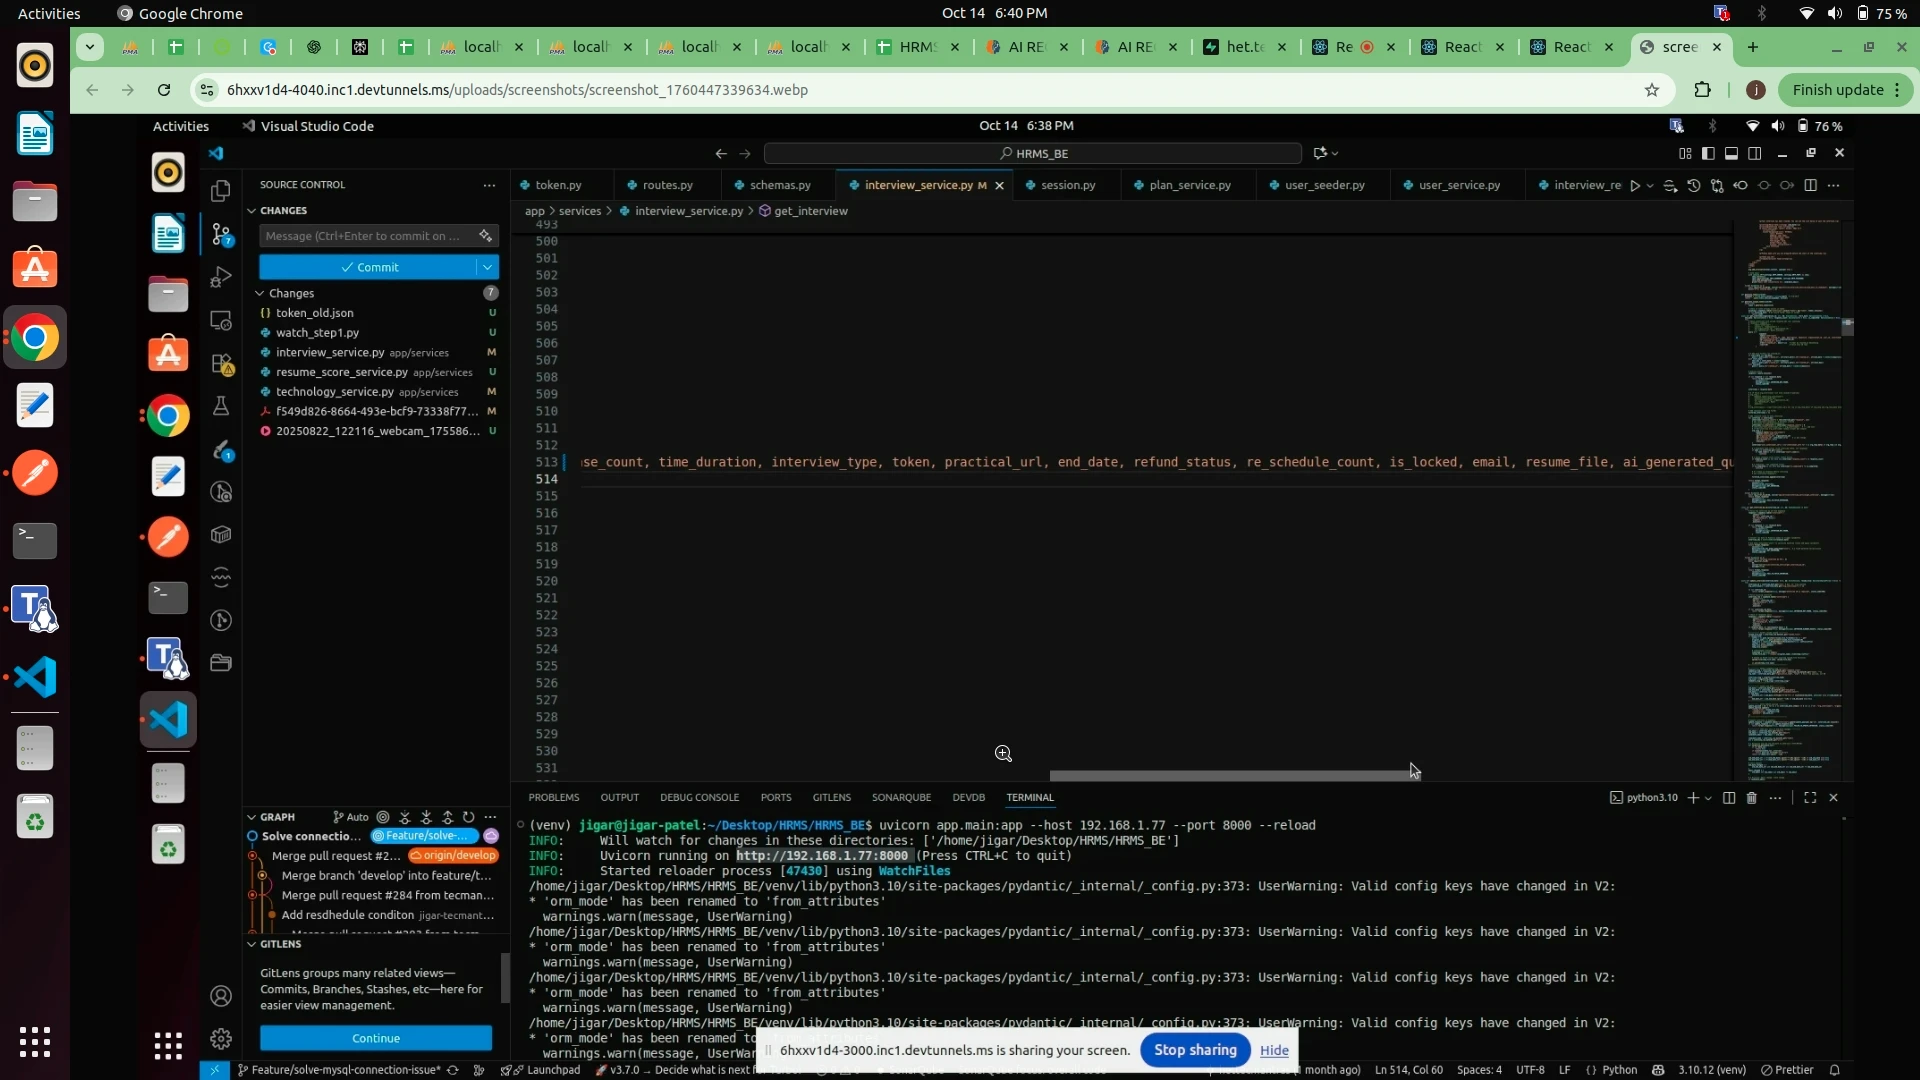 Activities Google Chrome Oct 14 6:40 PM 75 %
localh localh localh localh HRMS AI RE AI RE het.te Re React React scree
6hxxv1d4-4040.inc1.devtunnels.ms/uploads/screenshots/screenshot_1760447339634.webp j Finish update
Activities Visual Studio Code Oct 14 6:38 PM 76 %
HRMS_BE
SOURCE CONTROL
token.py routes.py schemas.py interview_service.py M session.py plan_service.py user_seeder.py user_service.py interview_re
CHANGES
app > services > interview_service.py > get_interview
Message (Ctrl+Enter to commit on ...
Commit
Changes 7
token_old.json U
watch_step1.py U
interview_service.py app/services M
resume_score_service.py app/services U
technology_service.py app/services M
f549d826-8664-493e-bcf9-73338f77... M
20250822_122116_webcam_175586... U
493
500
501
502
503
504
505
506
507
508
509
510
511
512
513 se_count, time_duration, interview_type, token, practical_url, end_date, refund_status, re_schedule_count, is_locked, email, resume_file, ai_generated_qu
514
515
516
517
518
519
520
521
522
523
524
525
526
527
528
529
530
531
GRAPH Auto
Solve connectio... Feature/solve-...
Merge pull request #2... origin/develop
Merge branch 'develop' into feature/t...
Merge pull request #284 from tecman...
Add resdhedule conditon jigar-tecmant...
GITLENS
GitLens groups many related views—
Commits, Branches, Stashes, etc—here for
easier view management.
Continue
PROBLEMS OUTPUT DEBUG CONSOLE PORTS GITLENS SONARQUBE DEVDB TERMINAL python3.10
(venv) jigar@jigar-patel:~/Desktop/HRMS/HRMS_BE$ uvicorn app.main:app --host 192.168.1.77 --port 8000 --reload
INFO: Will watch for changes in these directories: ['/home/jigar/Desktop/HRMS/HRMS_BE']
INFO: Uvicorn running on http://192.168.1.77:8000 (Press CTRL+C to quit)
INFO: Started reloader process [47430] using WatchFiles
/home/jigar/Desktop/HRMS/HRMS_BE/venv/lib/python3.10/site-packages/pydantic/_internal/_config.py:373: UserWarning: Valid config keys have changed in V2:
* 'orm_mode' has been renamed to 'from_attributes'
warnings.warn(message, UserWarning)
/home/jigar/Desktop/HRMS/HRMS_BE/venv/lib/python3.10/site-packages/pydantic/_internal/_config.py:373: UserWarning: Valid config keys have changed in V2:
* 'orm_mode' has been renamed to 'from_attributes'
warnings.warn(message, UserWarning)
/home/jigar/Desktop/HRMS/HRMS_BE/venv/lib/python3.10/site-packages/pydantic/_internal/_config.py:373: UserWarning: Valid config keys have changed in V2:
* 'orm_mode' has been renamed to 'from_attributes'
warnings.warn(message, UserWarning)
/home/jigar/Desktop/HRMS/HRMS_BE/venv/lib/python3.10/site-packages/pydantic/_internal/_config.py:373: UserWarning: Valid config keys have changed in V2:
* 'orm_mode' has been renamed to
warnings.warn(message, UserWar
6hxxv1d4-3000.inc1.devtunnels.ms is sharing your screen. Stop sharing Hide
Feature/solve-mysql-connection-issue* Launchpad v3.7.0 → Decide what is next for 1 month ago) Ln 514, Col 60 Spaces: 4 UTF-8 LF Python 3.10.12 (venv) Prettier